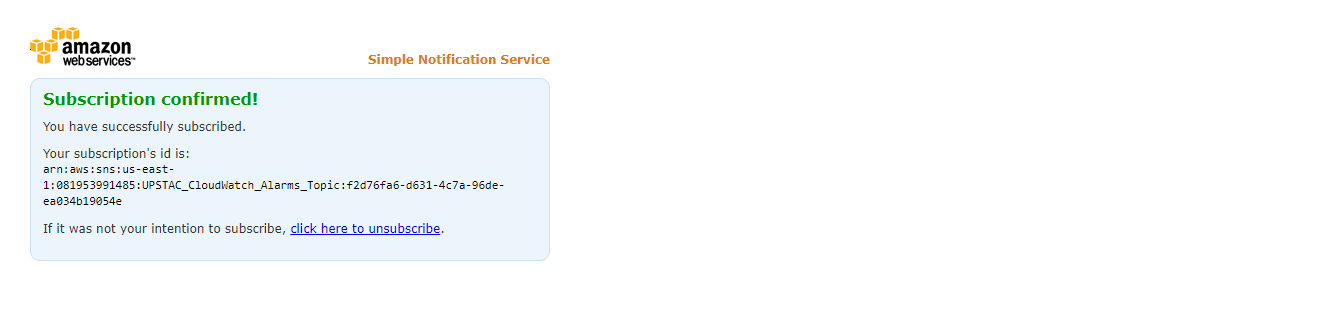 amazon
webservices™
Simple Notification Service
Subscription confirmed!
You have successfully subscribed.
Your subscription's id is:
arn:aws:sns:us-east-
1:081953991485:UPSTAC_CloudWatch_Alarms_Topic:f2d76fa6-d631-4c7a-96de-
ea034b19054e
If it was not your intention to subscribe, click here to unsubscribe.